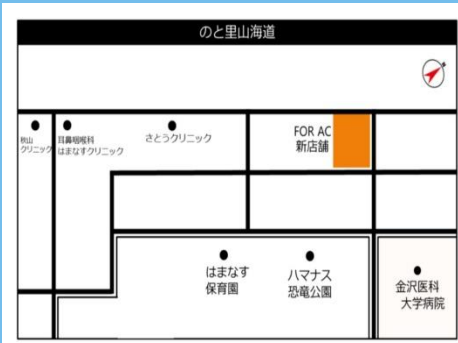 のと里山海道
秋山
クリニック
耳鼻咽喉科
はまなすクリニック
さとうクリニック
FOR AC
新店舗
はまなす
保育園
ハマナス
恐竜公園
金沢医科
大学病院